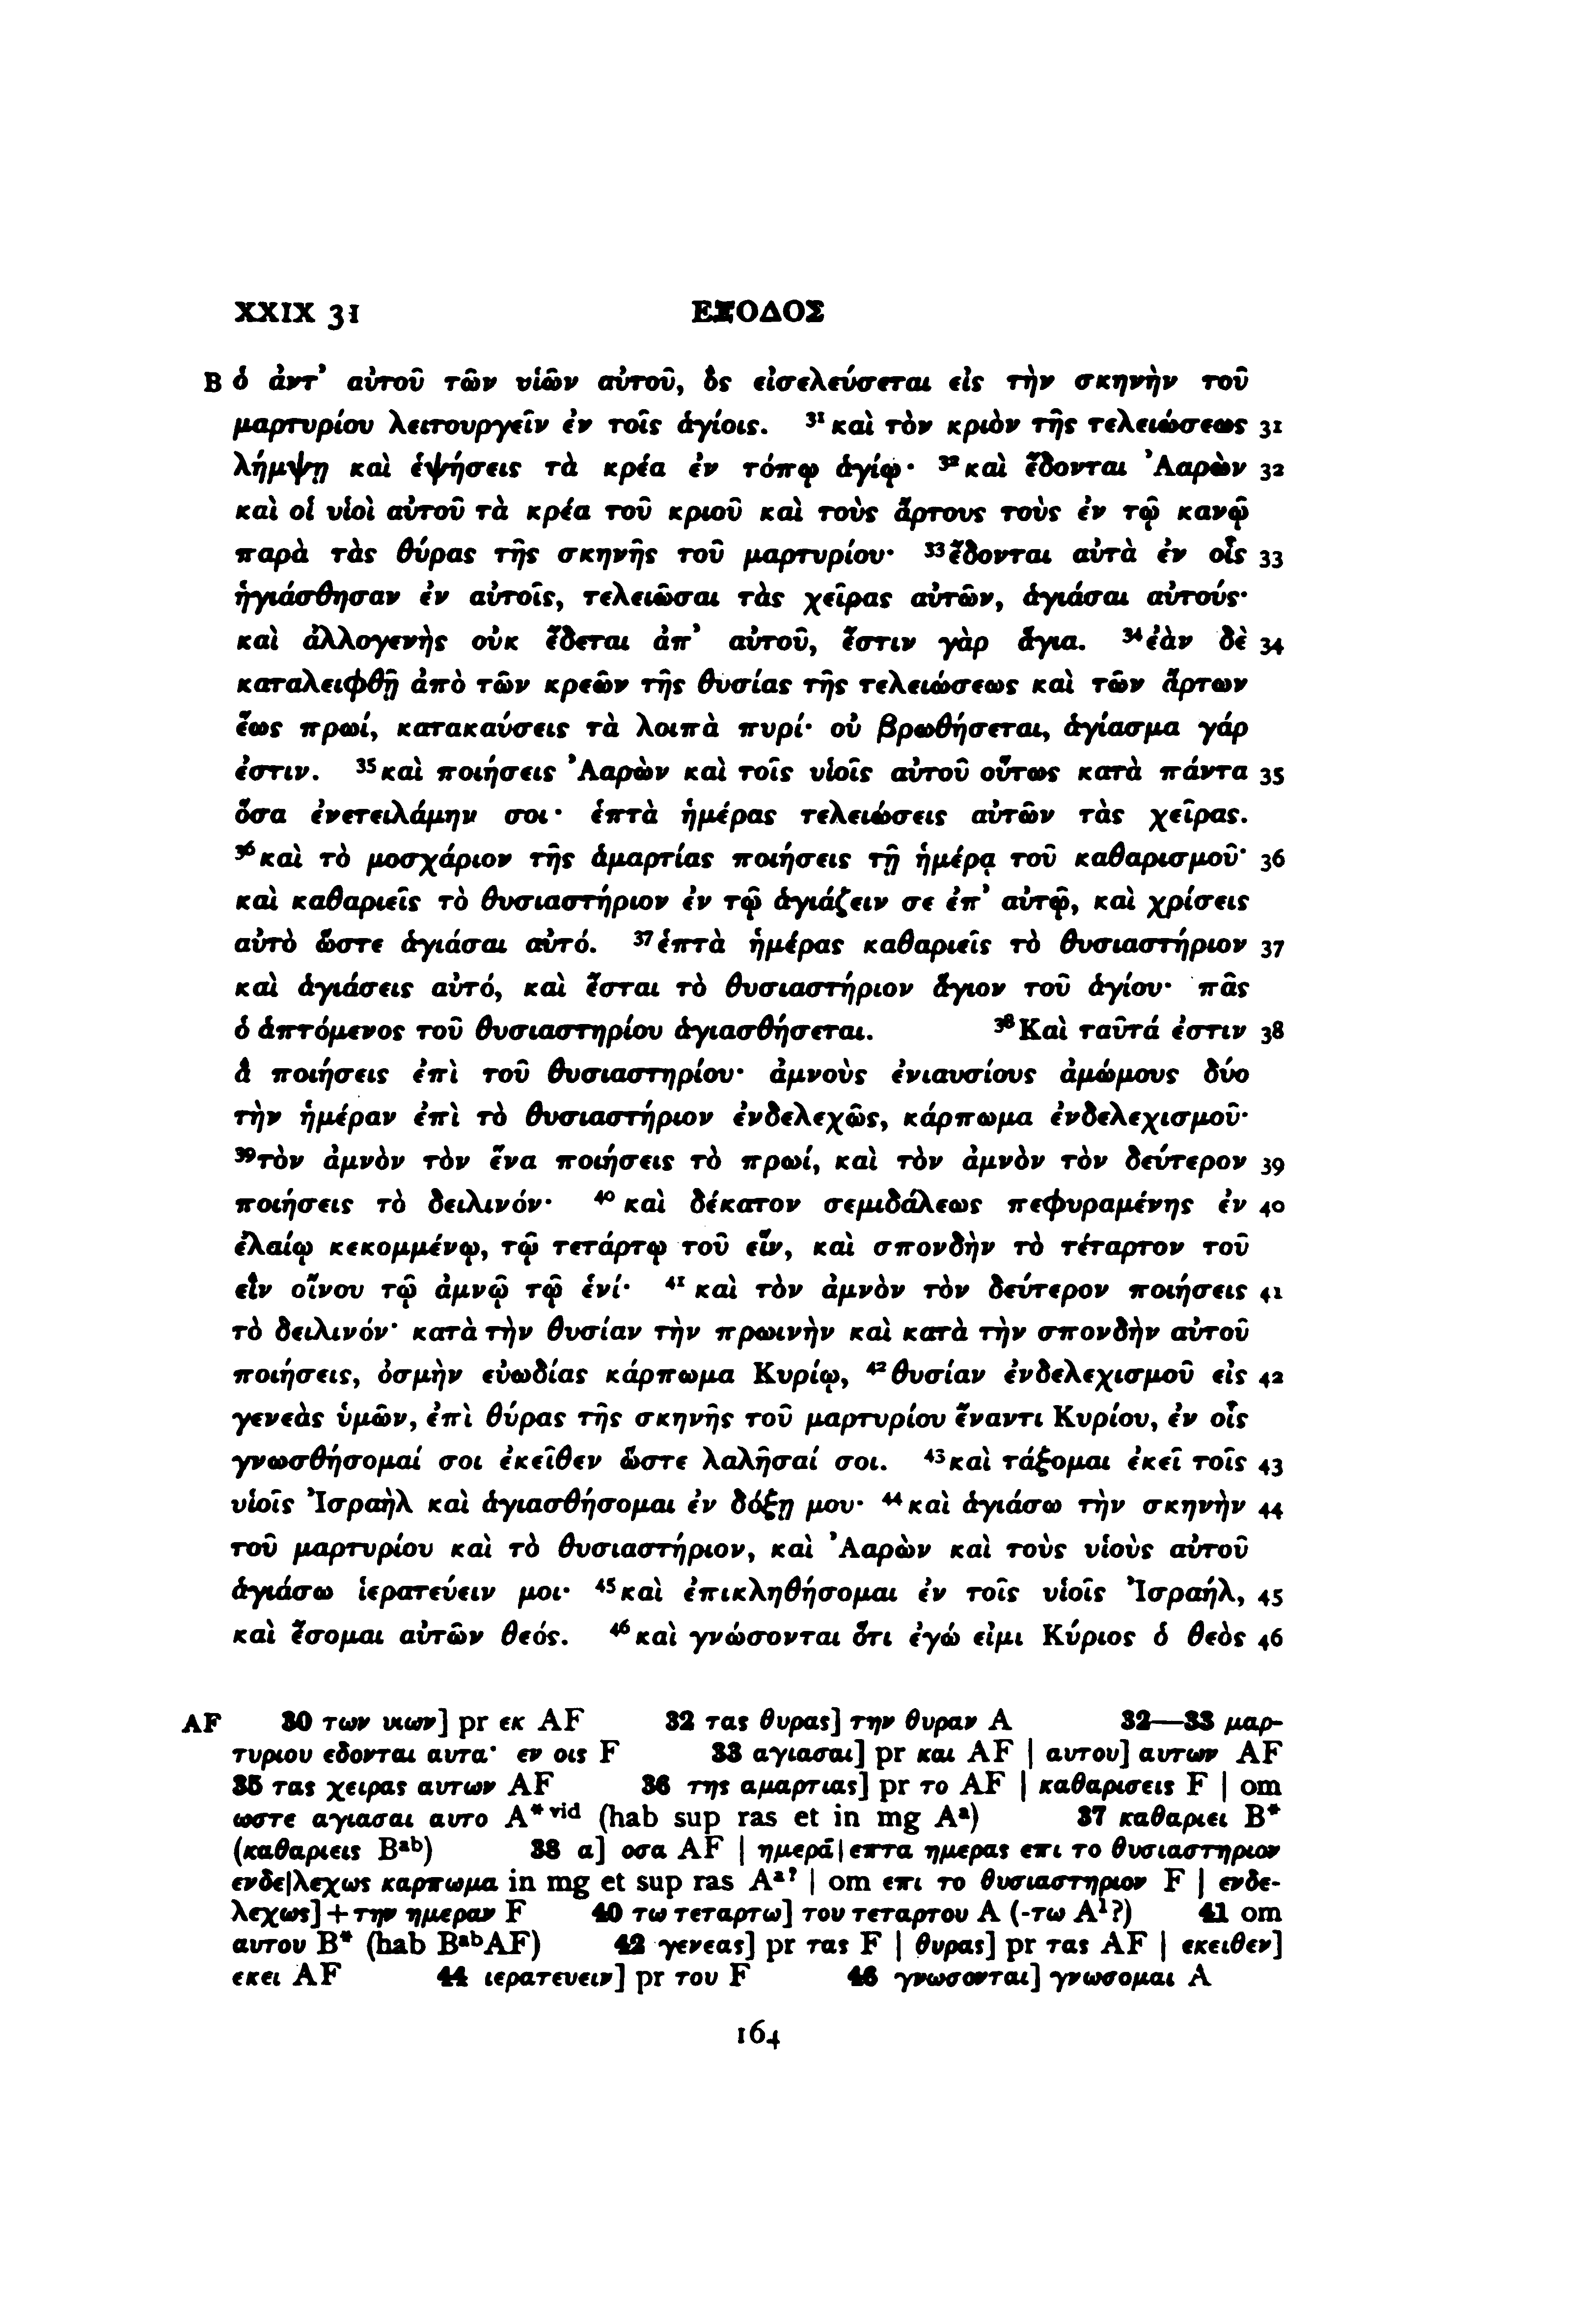 XXIX 31 ΕΞΟΔΟΣ
B ὁ ἀντ᾽ αὐτοῦ τῶν υἱῶν αὐτοῦ, ὃς εἰσελεύσεται εἰς τὴν σκηνὴν τοῦ
μαρτυρίου λειτουργεῖν ἐν τοῖς ἁγίοις. ³¹καὶ τὸν κριὸν τῆς τελειώσεως 31
λήμψῃ καὶ ἑψήσεις τὰ κρέα ἐν τόπῳ ἁγίῳ· ³²καὶ ἔδονται Ἀαρὼν 32
καὶ οἱ υἱοὶ αὐτοῦ τὰ κρέα τοῦ κριοῦ καὶ τοὺς ἄρτους τοὺς ἐν τῷ κανῷ
παρὰ τὰς θύρας τῆς σκηνῆς τοῦ μαρτυρίου· ³³ἔδονται αὐτὰ ἐν οἷς 33
ἡγιάσθησαν ἐν αὐτοῖς, τελειῶσαι τὰς χεῖρας αὐτῶν, ἁγιάσαι αὐτούς·
καὶ ἀλλογενὴς οὐκ ἔδεται ἀπ᾽ αὐτοῦ, ἔστιν γὰρ ἅγια. ³⁴ἐὰν δὲ 34
καταλειφθῇ ἀπὸ τῶν κρεῶν τῆς θυσίας τῆς τελειώσεως καὶ τῶν ἄρτων
ἕως πρωί, κατακαύσεις τὰ λοιπὰ πυρί· οὐ βρωθήσεται, ἁγίασμα γάρ
ἐστιν. ³⁵καὶ ποιήσεις Ἀαρὼν καὶ τοῖς υἱοῖς αὐτοῦ οὕτως κατὰ πάντα 35
ὅσα ἐνετειλάμην σοι· ἑπτὰ ἡμέρας τελειώσεις αὐτῶν τὰς χεῖρας.
³⁶καὶ τὸ μοσχάριον τῆς ἁμαρτίας ποιήσεις τῇ ἡμέρᾳ τοῦ καθαρισμοῦ· 36
καὶ καθαριεῖς τὸ θυσιαστήριον ἐν τῷ ἁγιάζειν σε ἐπ᾽ αὐτῷ, καὶ χρίσεις
αὐτὸ ὥστε ἁγιάσαι αὐτό. ³⁷ἑπτὰ ἡμέρας καθαριεῖς τὸ θυσιαστήριον 37
καὶ ἁγιάσεις αὐτό, καὶ ἔσται τὸ θυσιαστήριον ἅγιον τοῦ ἁγίου· πᾶς
ὁ ἁπτόμενος τοῦ θυσιαστηρίου ἁγιασθήσεται. ³⁸Καὶ ταῦτά ἐστιν 38
ἃ ποιήσεις ἐπὶ τοῦ θυσιαστηρίου· ἀμνοὺς ἐνιαυσίους ἀμώμους δύο
τὴν ἡμέραν ἐπὶ τὸ θυσιαστήριον ἐνδελεχῶς, κάρπωμα ἐνδελεχισμοῦ·
³⁹τὸν ἀμνὸν τὸν ἕνα ποιήσεις τὸ πρωί, καὶ τὸν ἀμνὸν τὸν δεύτερον 39
ποιήσεις τὸ δειλινόν· ⁴⁰καὶ δέκατον σεμιδάλεως πεφυραμένης ἐν 40
ἐλαίῳ κεκομμένῳ, τῷ τετάρτῳ τοῦ εἵν, καὶ σπονδὴν τὸ τέταρτον τοῦ
εἲν οἴνου τῷ ἀμνῷ τῷ ἑνί· ⁴¹καὶ τὸν ἀμνὸν τὸν δεύτερον ποιήσεις 41
τὸ δειλινόν· κατὰ τὴν θυσίαν τὴν πρωινὴν καὶ κατὰ τὴν σπονδὴν αὐτοῦ
ποιήσεις, ὀσμὴν εὐωδίας κάρπωμα Κυρίῳ, ⁴²θυσίαν ἐνδελεχισμοῦ εἰς 42
γενεὰς ὑμῶν, ἐπὶ θύρας τῆς σκηνῆς τοῦ μαρτυρίου ἔναντι Κυρίου, ἐν οἷς
γνωσθήσομαί σοι ἐκεῖθεν ὥστε λαλῆσαί σοι. ⁴³καὶ τάξομαι ἐκεῖ τοῖς 43
υἱοῖς Ἰσραὴλ καὶ ἁγιασθήσομαι ἐν δόξῃ μου· ⁴⁴καὶ ἁγιάσω τὴν σκηνὴν 44
τοῦ μαρτυρίου καὶ τὸ θυσιαστήριον, καὶ Ἀαρὼν καὶ τοὺς υἱοὺς αὐτοῦ
ἁγιάσω ἱερατεύειν μοι· ⁴⁵καὶ ἐπικληθήσομαι ἐν τοῖς υἱοῖς Ἰσραήλ, 45
καὶ ἔσομαι αὐτῶν θεός. ⁴⁶καὶ γνώσονται ὅτι ἐγώ εἰμι Κύριος ὁ θεὸς 46
AF 30 των υιων] pr εκ AF 32 τας θυρας] την θυραν A 32—33 μαρ-
τυριου εδονται αυτα· εν οις F 33 αγιασαι] pr και AF | αυτου] αυτων AF
35 τας χειρας αυτων AF 36 της αμαρτιας] pr το AF | καθαρισεις F | om
ωστε αγιασαι αυτο A*ᵛⁱᵈ (hab sup ras et in mg Aᵃ) 37 καθαριει B*
(καθαριεις Bᵃᵇ) 38 α] οσα AF | ημερᾱ|επτα ημερας επι το θυσιαστηριον
ενδε|λεχως καρπωμα in mg et sup ras Aᵃ? | om επι το θυσιαστηριον F | ενδε-
λεχως]+την ημεραν F 40 τω τεταρτω] του τεταρτου A (-τω A¹?) 41 om
αυτου B* (hab BᵃᵇAF) 42 γενεας] pr τας F | θυρας] pr τας AF | εκειθεν]
εκει AF 44 ιερατευειν] pr του F 46 γνωσονται] γνωσομαι A
164